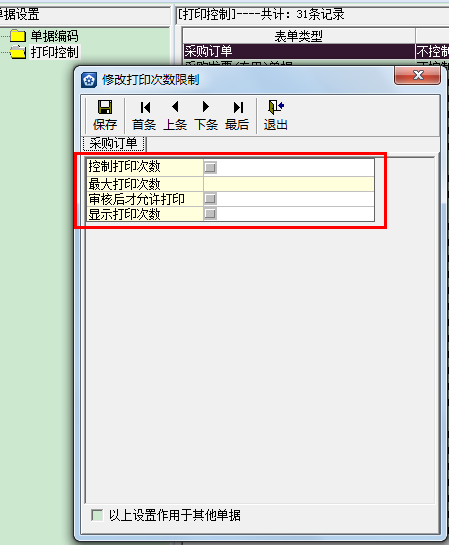 单据设置
单据编码
打印控制
[打印控制]----共计: 31条记录
表单类型
采购订单
不控制
修改打印次数限制
保存 首条 上条 下条 最后 退出
采购订单
控制打印次数
最大打印次数
审核后才允许打印
显示打印次数
以上设置作用于其他单据